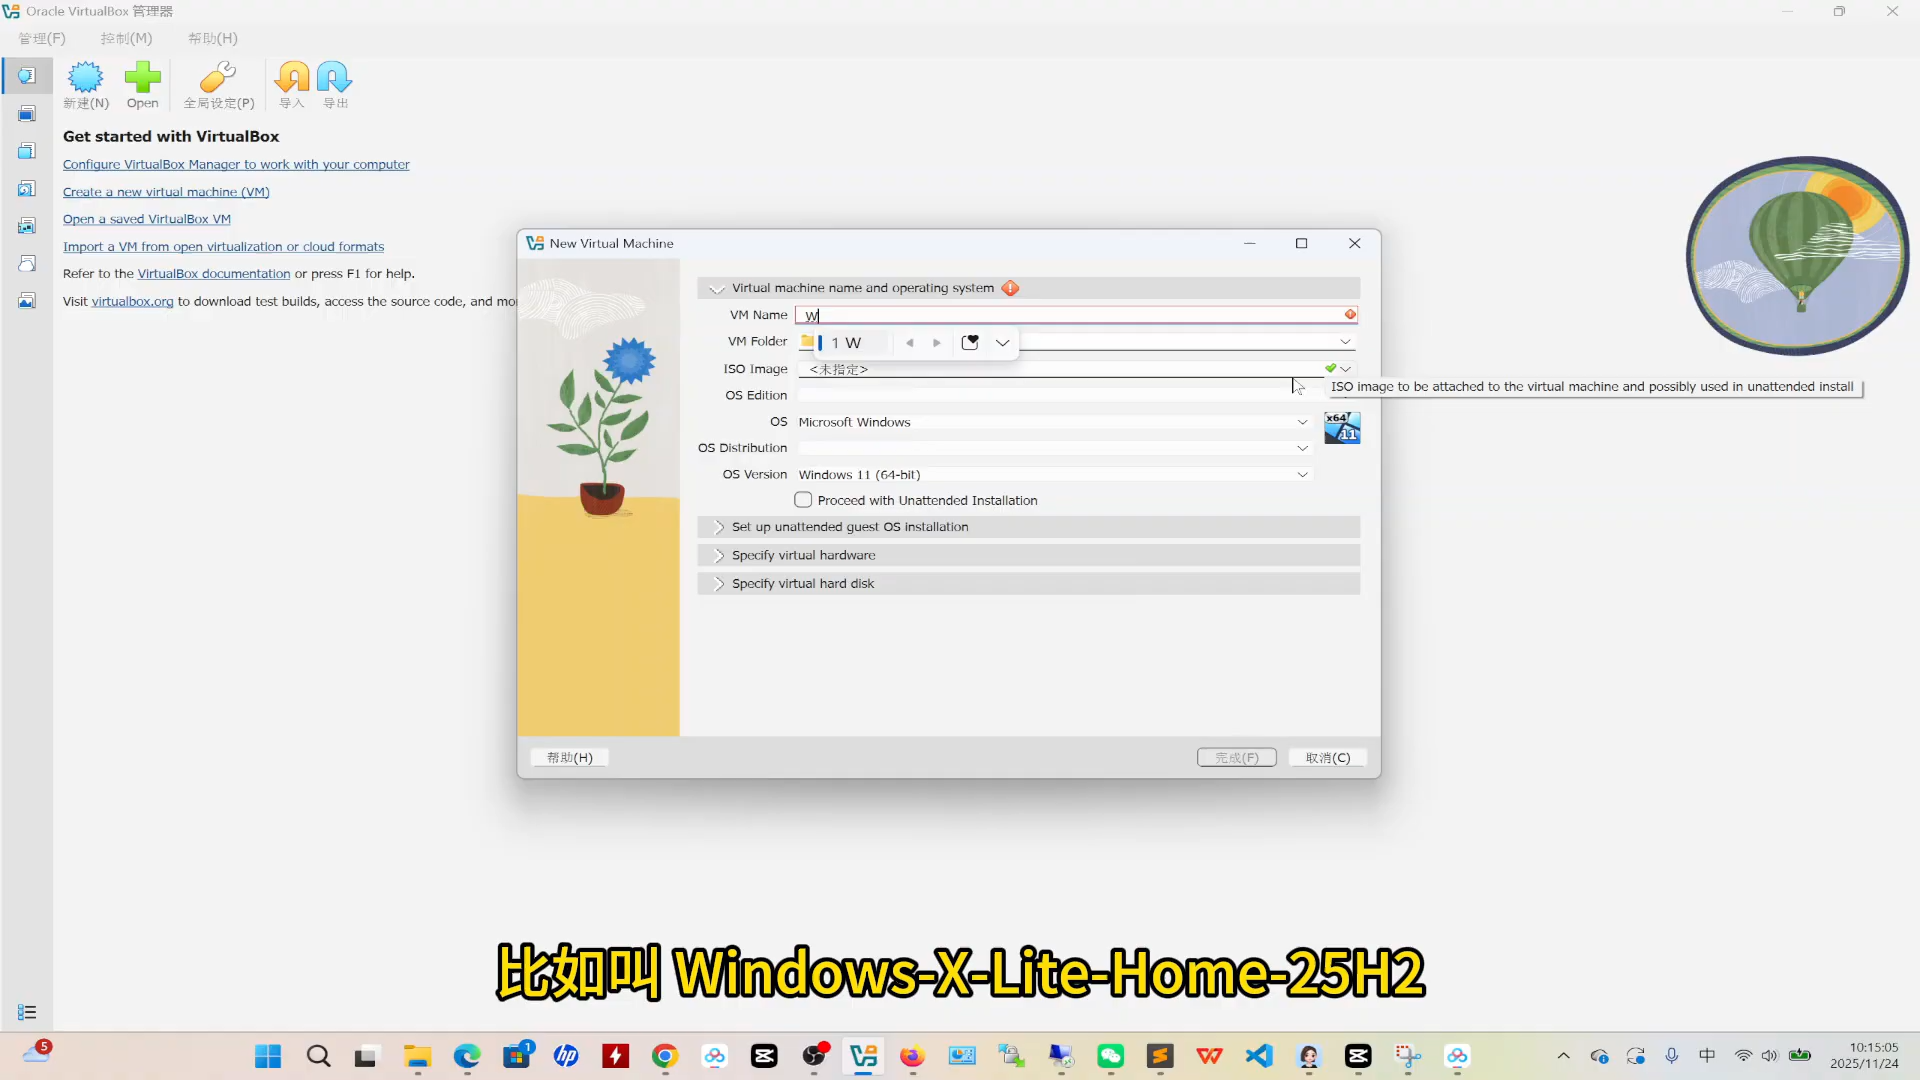 Oracle VirtualBox 管理器
管理(F) 控制(M) 帮助(H)
新建(N) Open 全局设定(P) 导入 导出
Get started with VirtualBox
Configure VirtualBox Manager to work with your computer
Create a new virtual machine (VM)
Open a saved VirtualBox VM
Import a VM from open virtualization or cloud formats
Refer to the VirtualBox documentation or press F1 for help.
Visit virtualbox.org to download test builds, access the source code, and mo
New Virtual Machine
Virtual machine name and operating system
VM Name W
VM Folder
1 W
ISO Image <未指定>
ISO image to be attached to the virtual machine and possibly used in unattended install
OS Edition
OS Microsoft Windows
x64
11
OS Distribution
OS Version Windows 11 (64-bit)
Proceed with Unattended Installation
Set up unattended guest OS installation
Specify virtual hardware
Specify virtual hard disk
帮助(H) 完成(F) 取消(C)
比如叫 Windows-X-Lite-Home-25H2
5
1
hp
中
10:15:05
2025/11/24